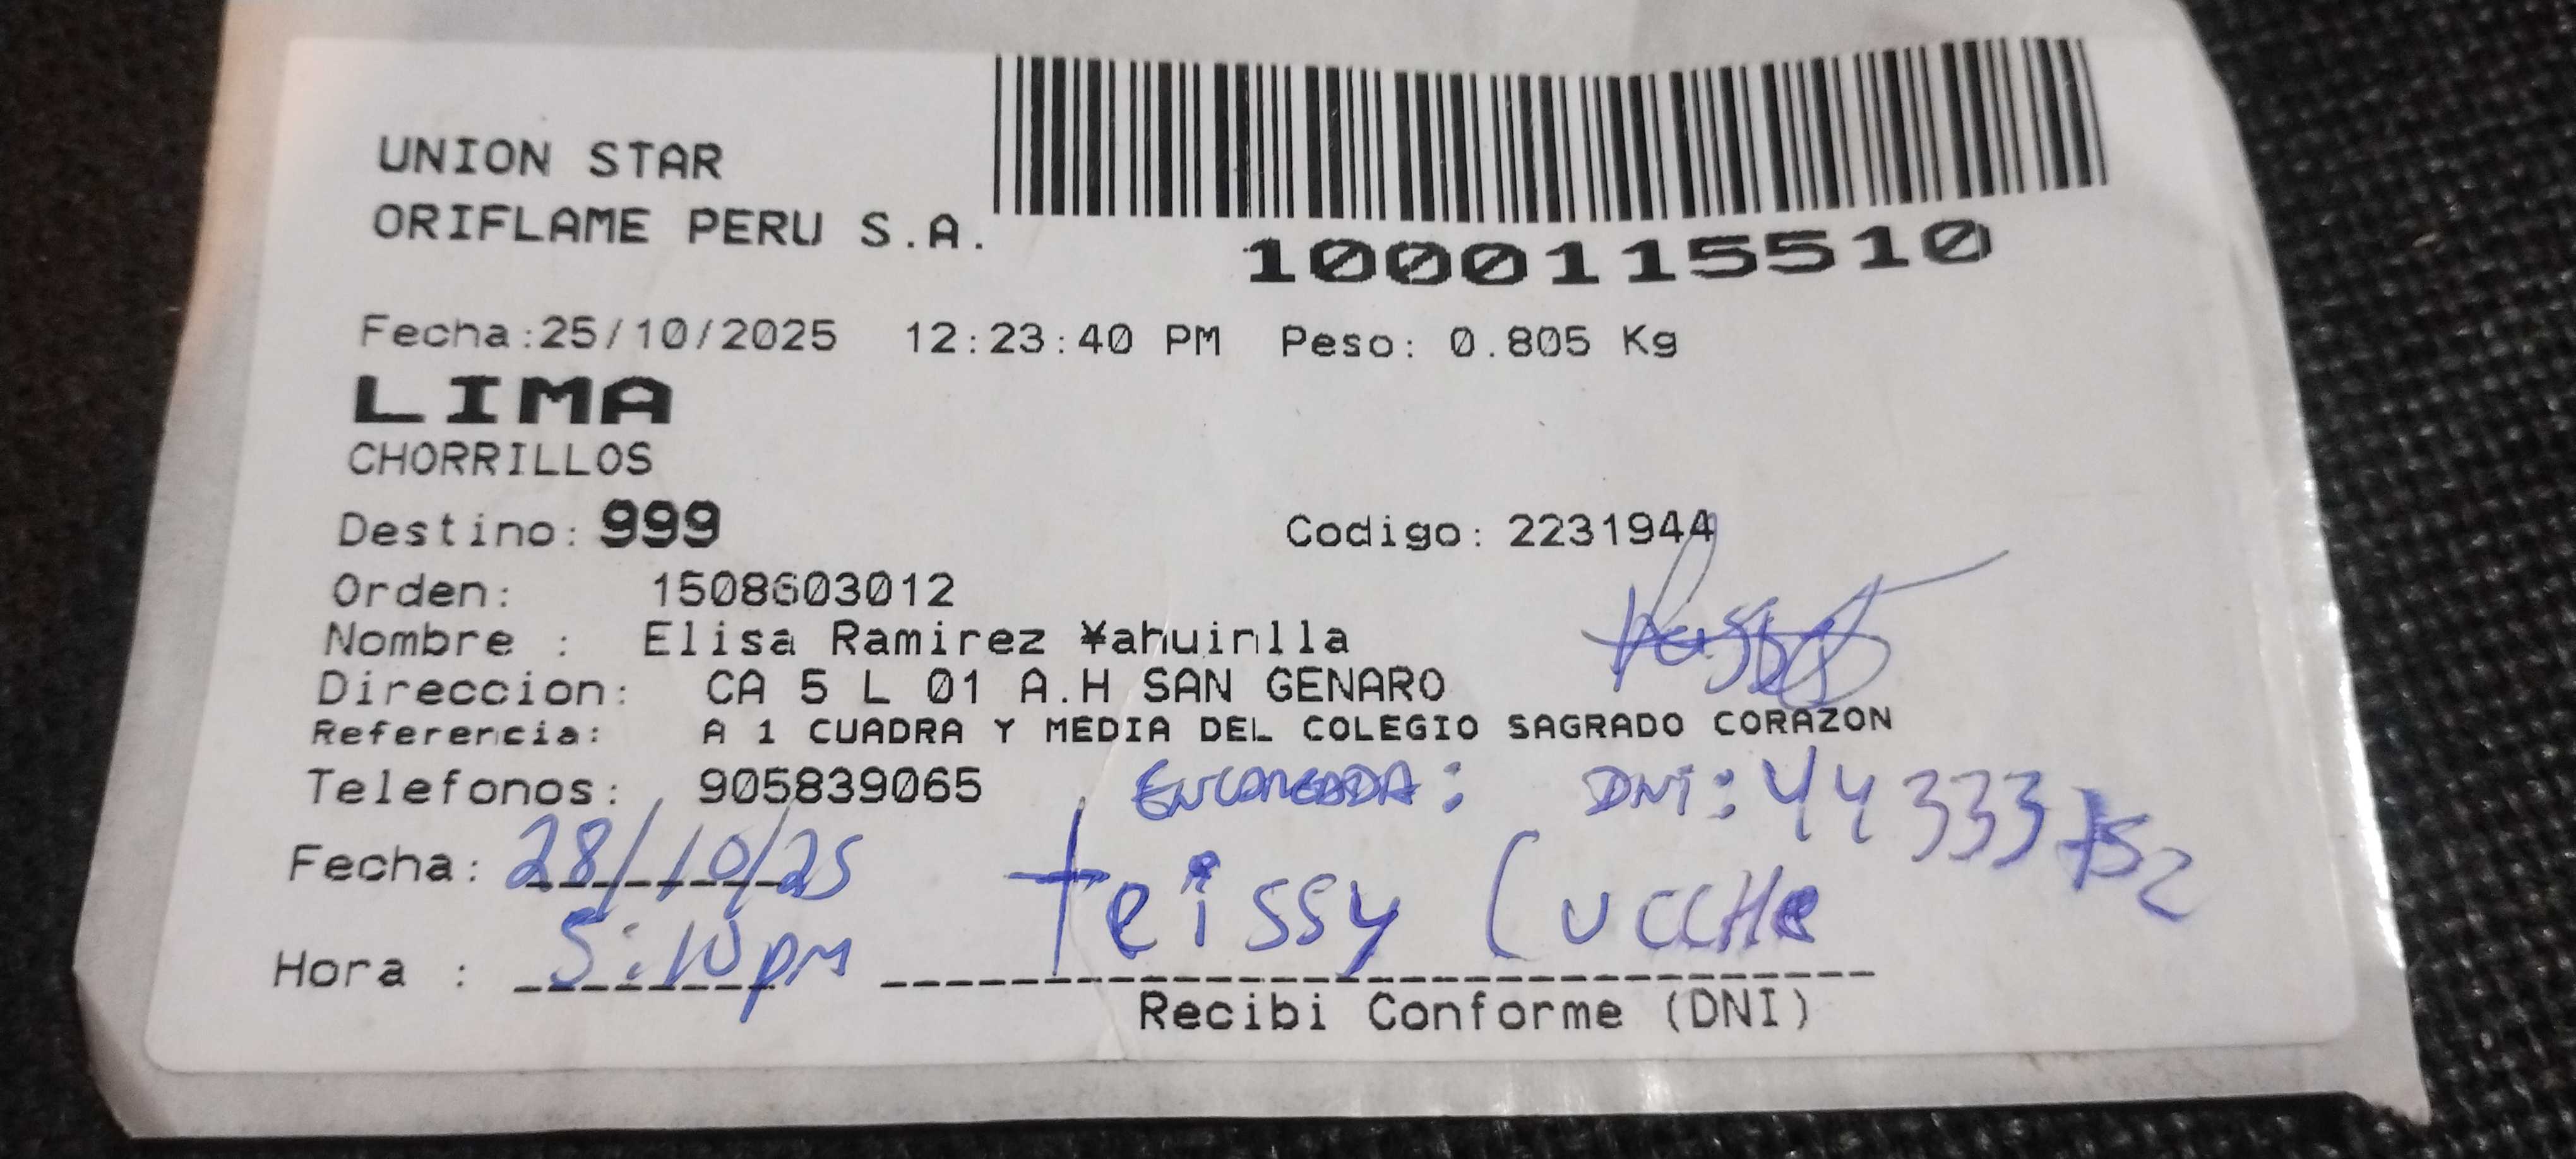 UNION STAR
ORIFLAME PERU S.A.
1000115510
Fecha:25/10/2025 12:23:40 PM Peso: 0.805 Kg
LIMA
CHORRILLOS
Destino: 999 Codigo: 2231944
Orden: 1508603012
Nombre : Elisa Ramirez ¥ahuinlla
Direccion: CA 5 L 01 A.H SAN GENARO
Referencia: A 1 CUADRA Y MEDIA DEL COLEGIO SAGRADO CORAZON
Telefonos: 905839065 DNi: 44333752
Fecha: 28/10/25 teissy CuccHe
Hora : 5:10 pm
Recibi Conforme (DNI)